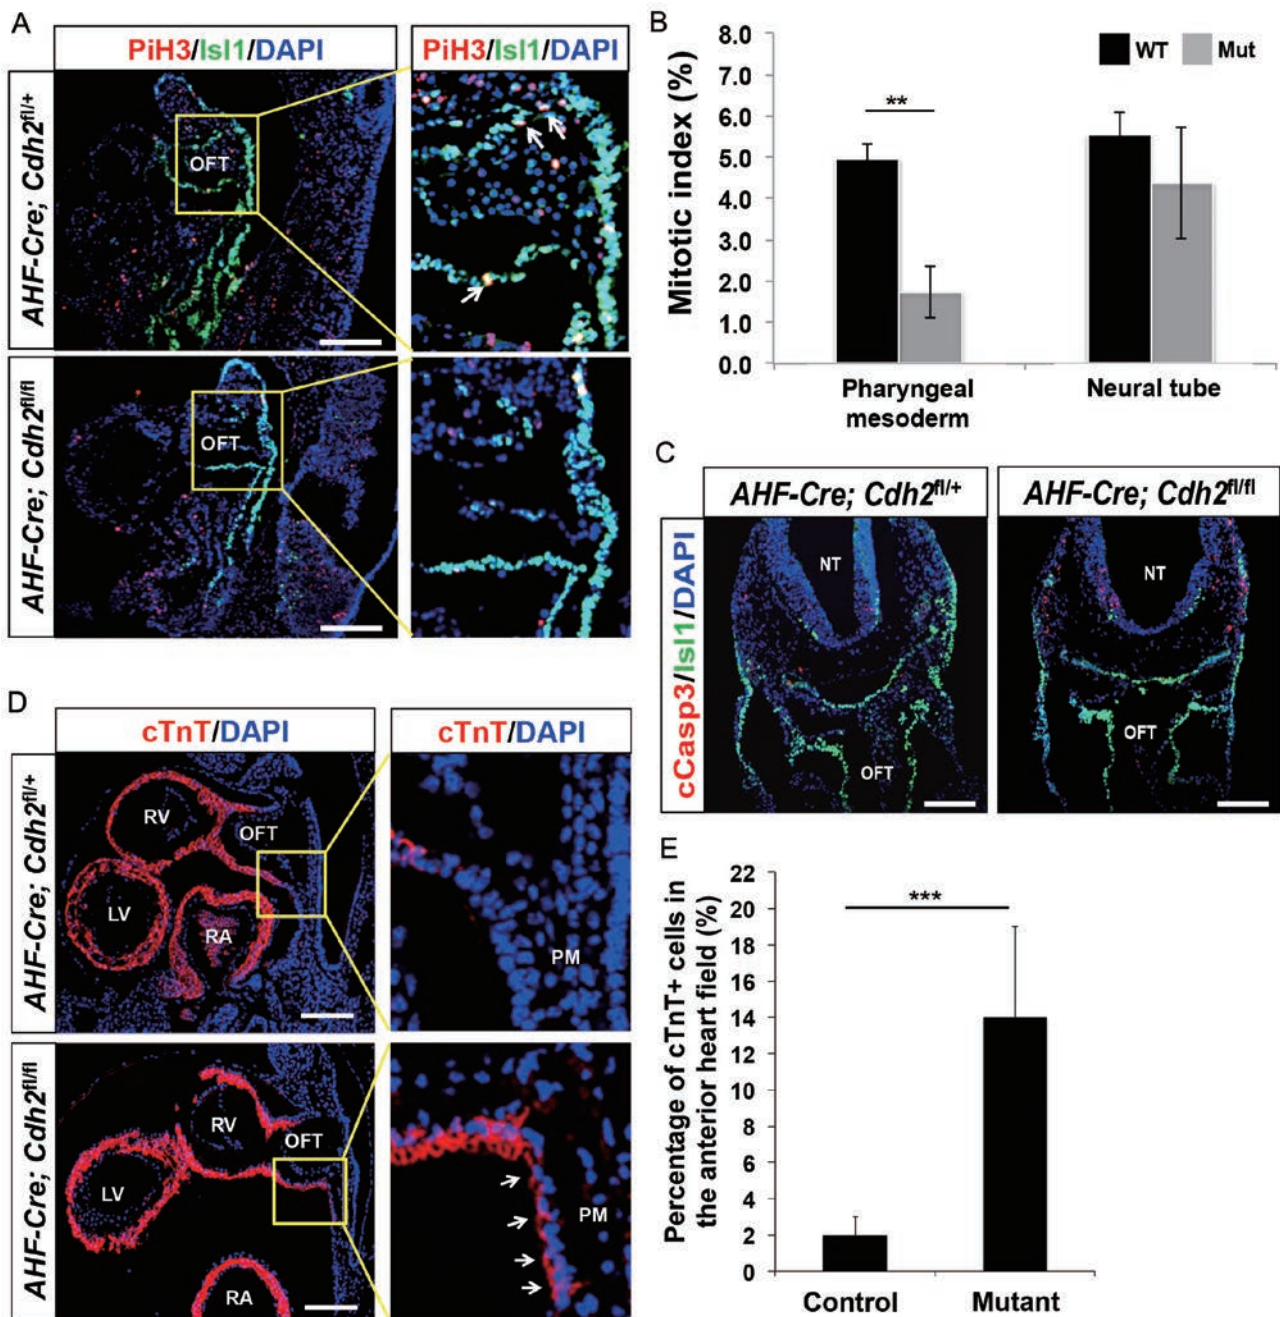 A
PiH3/Isl1/DAPI
PiH3/Isl1/DAPI
AHF-Cre; Cdh2fl/+
OFT
AHF-Cre; Cdh2fl/fl
OFT
B
Mitotic index (%)
8.0
7.0
6.0
5.0
4.0
3.0
2.0
1.0
0.0
WT
Mut
**
Pharyngeal
mesoderm
Neural tube
C
AHF-Cre; Cdh2fl/+
AHF-Cre; Cdh2fl/fl
cCasp3/Isl1/DAPI
NT
OFT
NT
OFT
D
cTnT/DAPI
cTnT/DAPI
AHF-Cre; Cdh2fl/+
RV
OFT
LV
RA
PM
AHF-Cre; Cdh2fl/fl
RV
OFT
LV
RA
PM
E
Percentage of cTnT+ cells in
the anterior heart field (%)
22
20
18
16
14
12
10
8
6
4
2
0
***
Control
Mutant